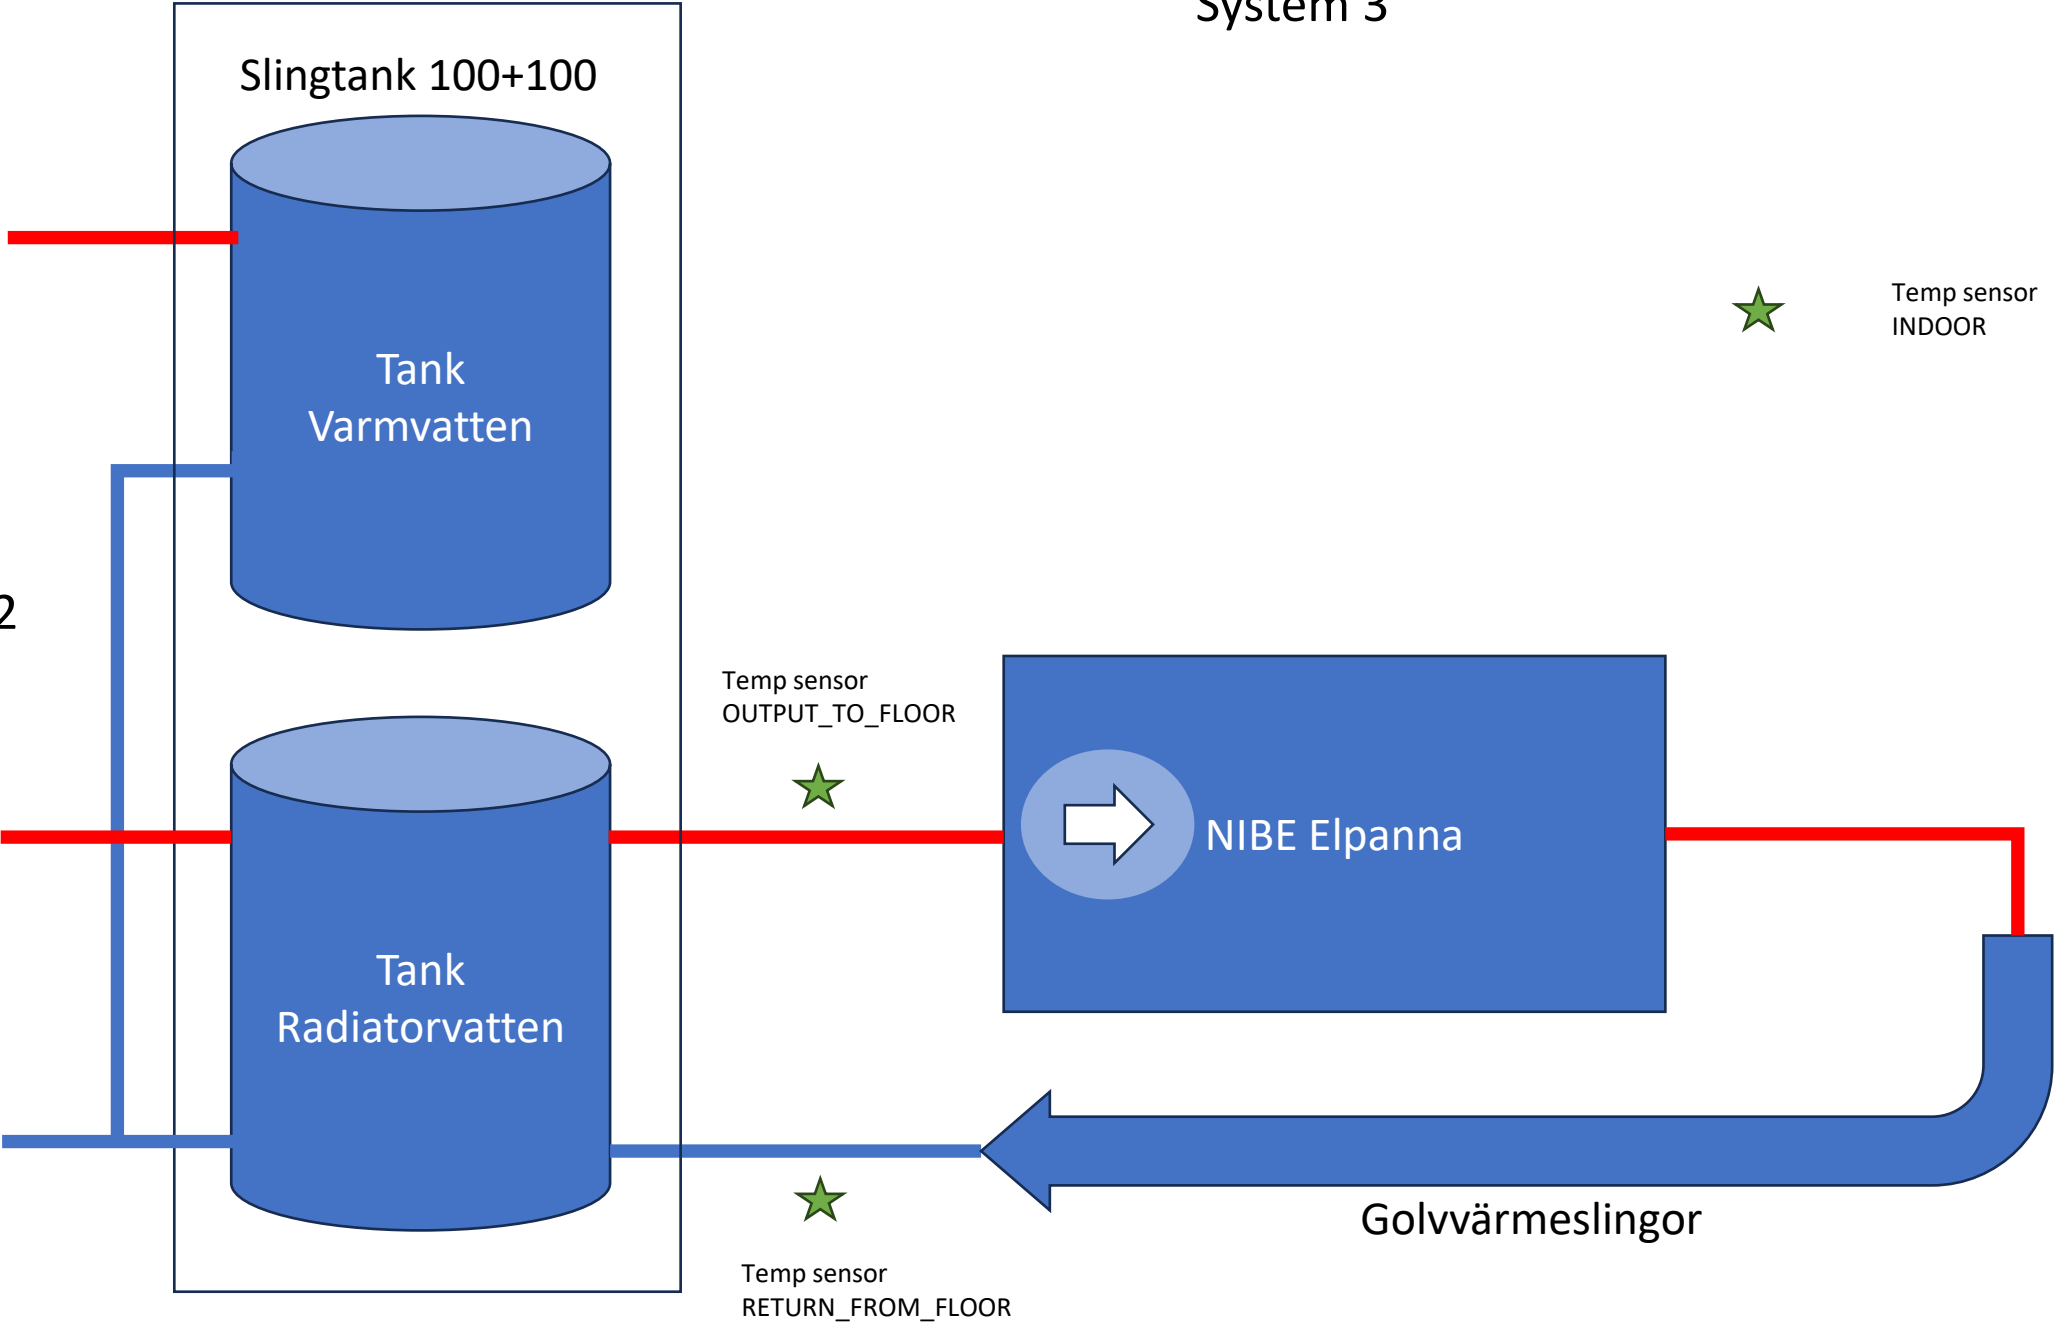 System 3
Slingtank 100+100
Temp sensor
INDOOR
Tank
Varmvatten
2
Temp sensor
OUTPUT_TO_FLOOR
NIBE Elpanna
Tank
Radiatorvatten
Golvvärmeslingor
Temp sensor
RETURN_FROM_FLOOR